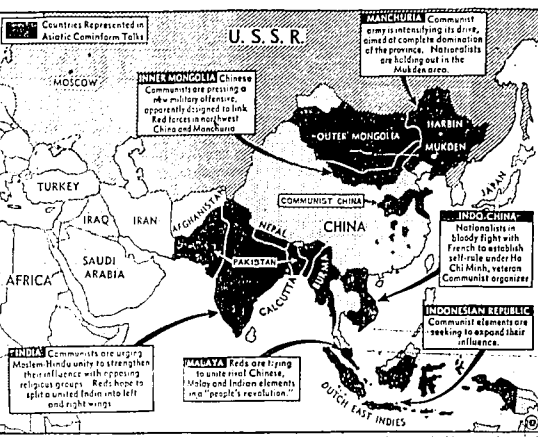 Countries Represented in
Asiatic Cominform Talks
U.S.S.R.
MOSCOW
MANCHURIA Communist
army is intensifying its drive,
aimed at complete domination
of the province. Nationalists
are holding out in the
Mukden area.
INNER MONGOLIA Chinese
Communists are pressing a
new military offensive,
apparently designed to link
Red forces in northwest
China and Manchuria
"OUTER" MONGOLIA
HARBIN
MUKDEN
JAPAN
COMMUNIST CHINA
CHINA
TURKEY
IRAQ
IRAN
AFGHANISTAN
NEPAL
PAKISTAN
SAUDI
ARABIA
AFRICA
CALCUTTA
BURMA
INDO-CHINA
Nationalists in
bloody fight with
French to establish
self-rule under Ho
Chi Minh, veteran
Communist organizer
INDONESIAN REPUBLIC
Communist elements are
seeking to expand their
influence.
INDIA Communists are urging
Moslem-Hindu unity to strengthen
their influence with opposing
religious groups Reds hope to
split a united India into left
and right wings
MALAYA Reds are trying
to unite rival Chinese,
Malay and Indian elements
in a "people's revolution."
DUTCH EAST INDIES